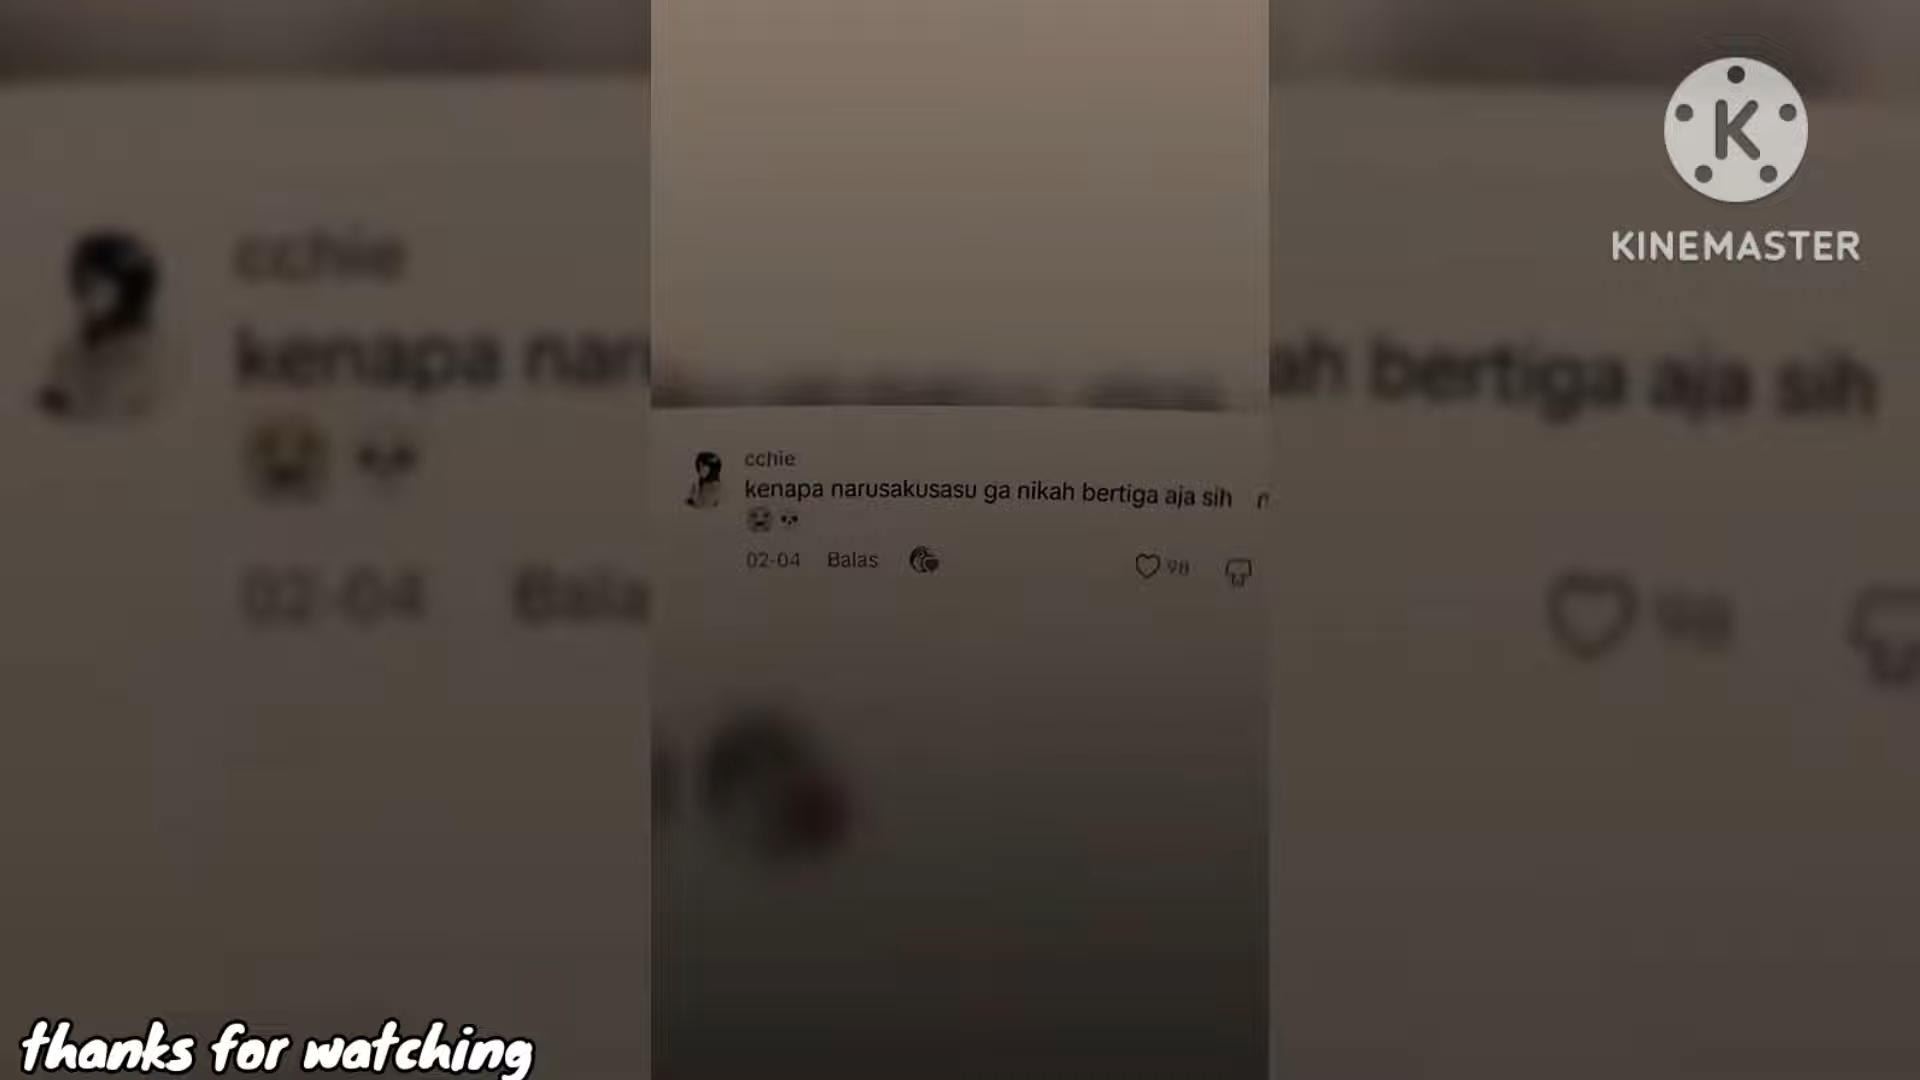 cchie
kenapa narusakusasu ga nikah bertiga aja sih
02-04 Balas 98
K
KINEMASTER
thanks for watching